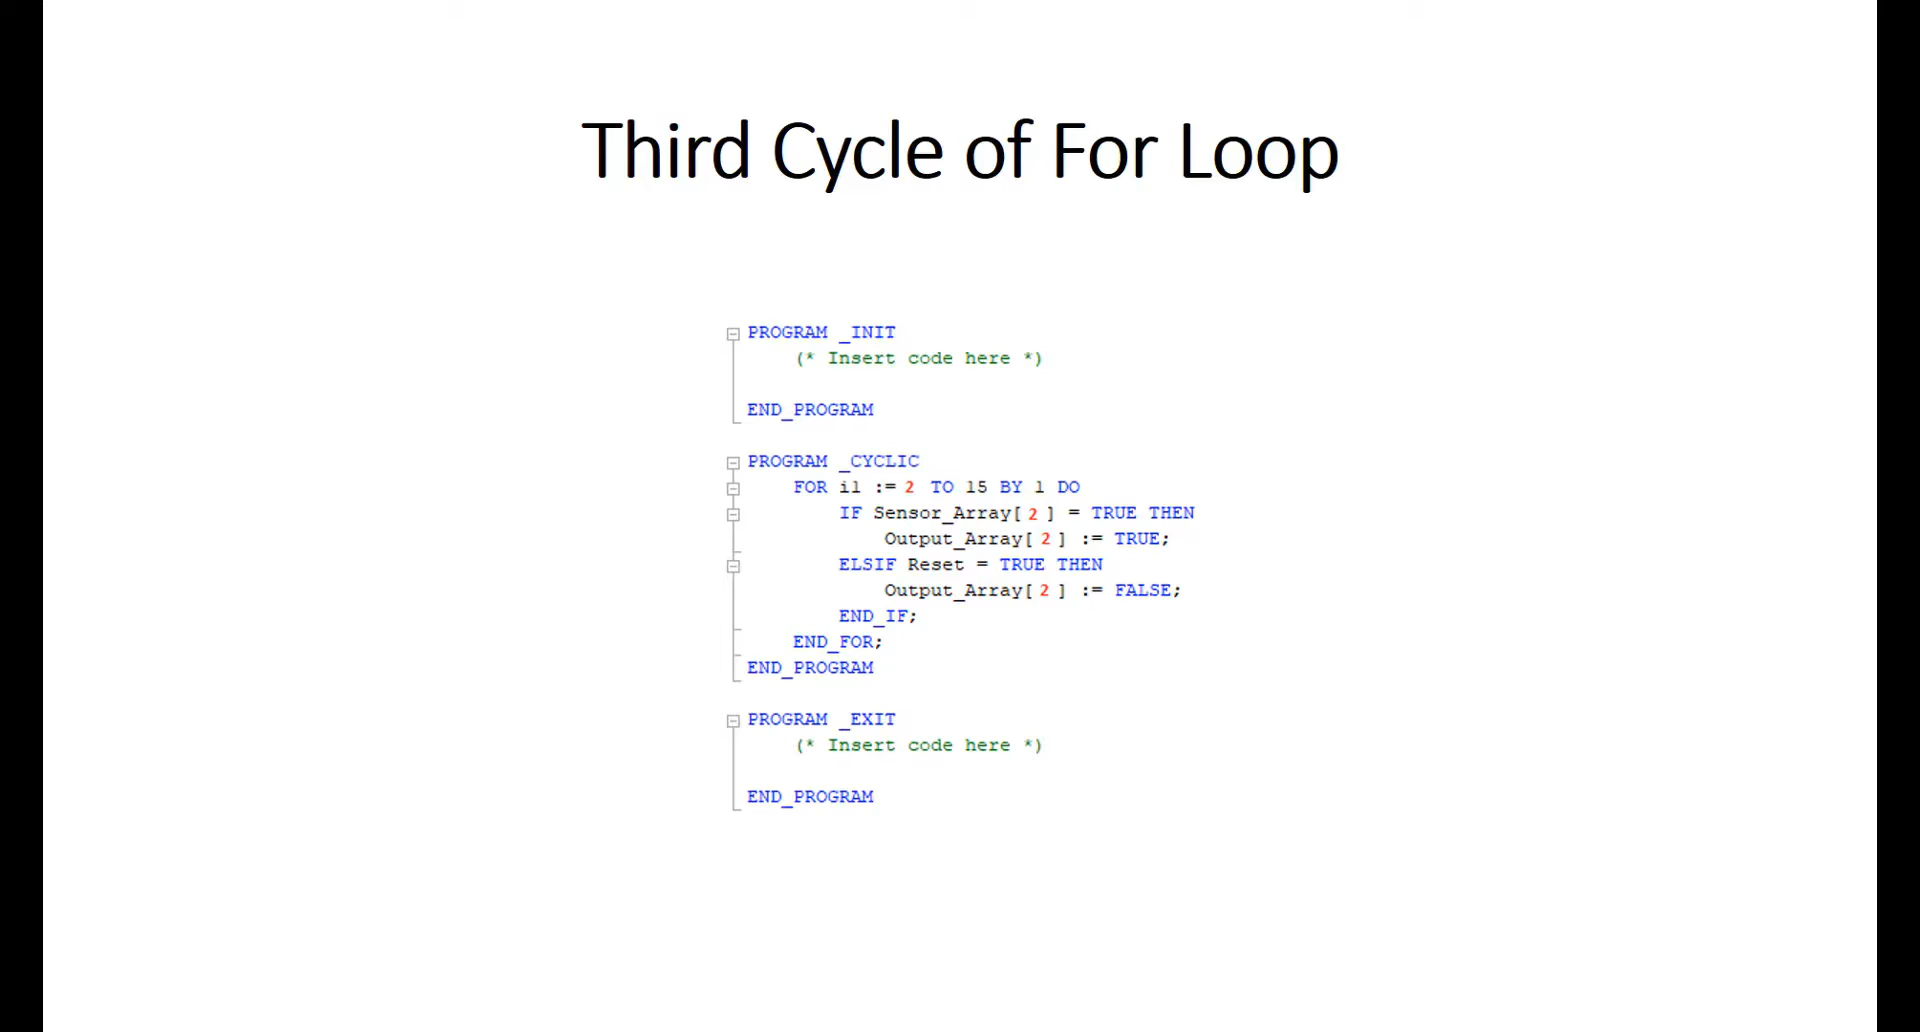 Third Cycle of For Loop
PROGRAM _INIT
(* Insert code here *)
END_PROGRAM
PROGRAM _CYCLIC
FOR i1 := 2 TO 15 BY 1 DO
IF Sensor_Array[ 2 ] = TRUE THEN
Output_Array[ 2 ] := TRUE;
ELSIF Reset = TRUE THEN
Output_Array[ 2 ] := FALSE;
END_IF;
END_FOR;
END_PROGRAM
PROGRAM _EXIT
(* Insert code here *)
END_PROGRAM